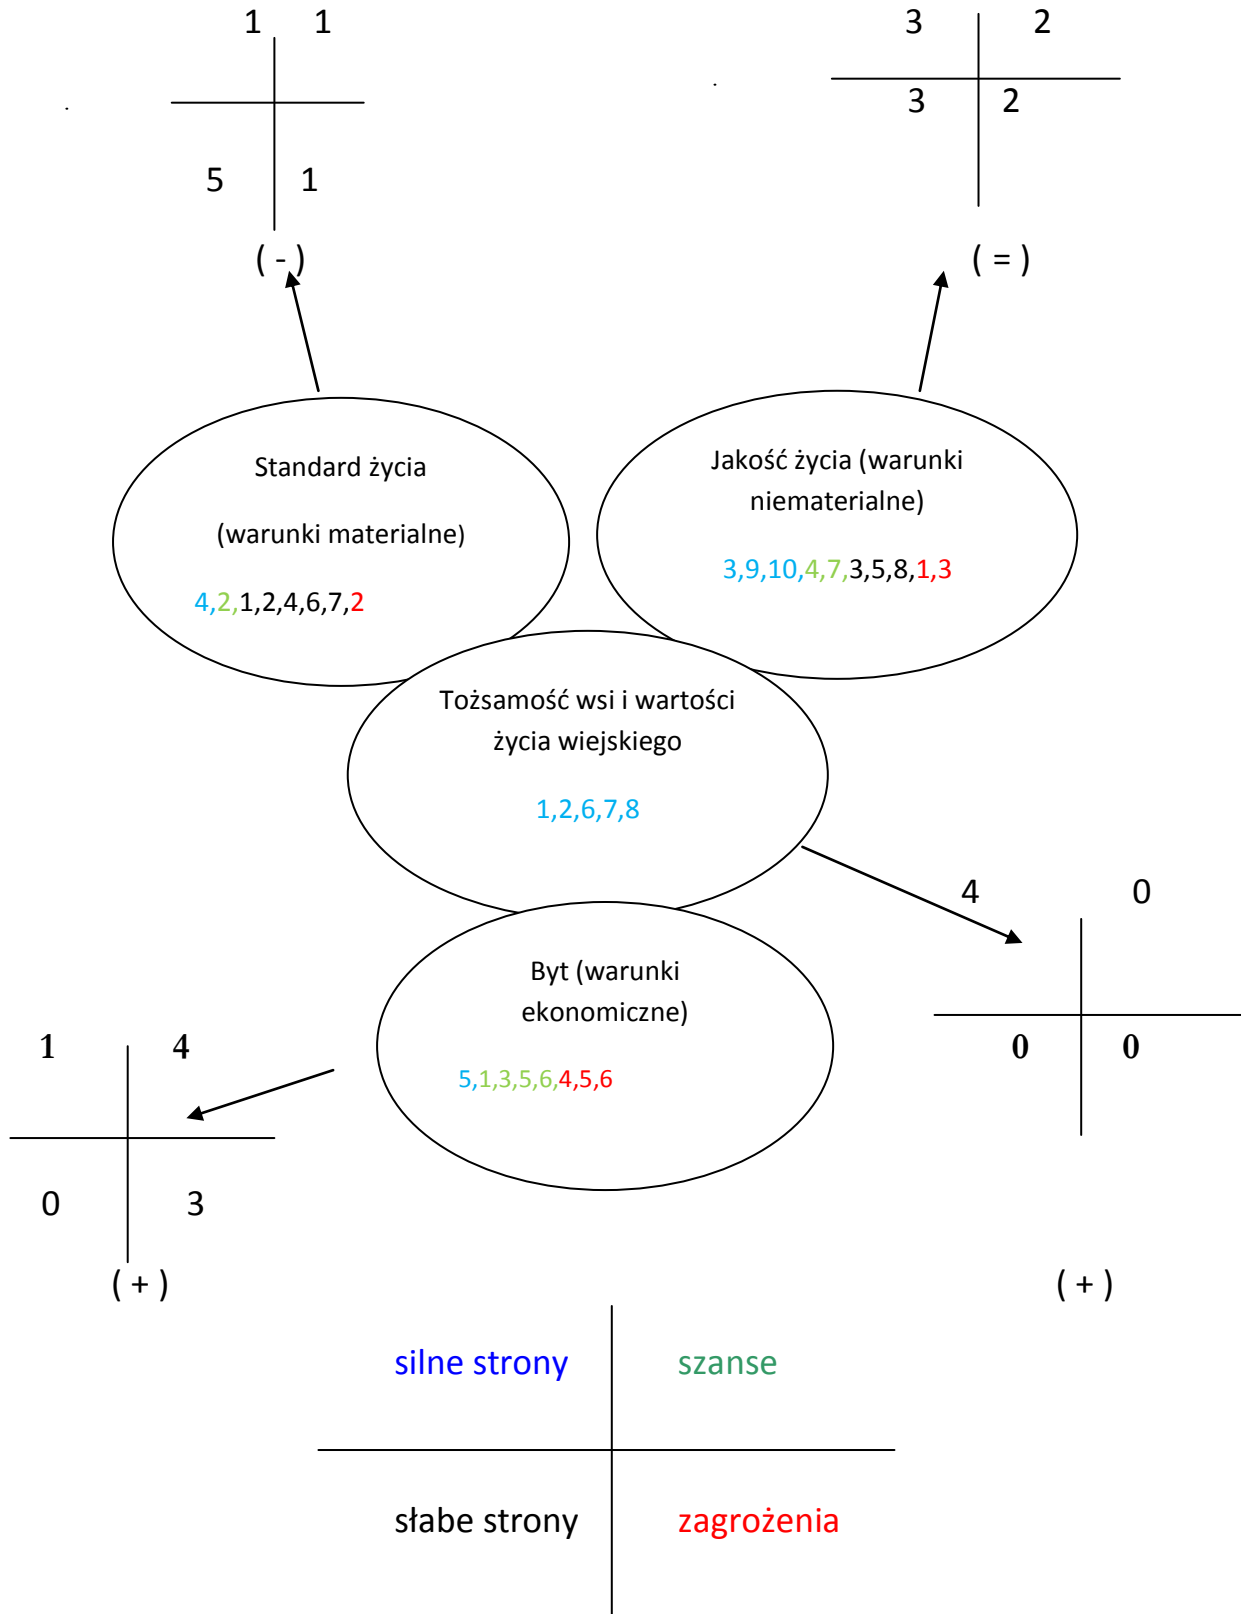 1 1
5 1
( - )
3 2
3 2
( = )
Standard życia
(warunki materialne)
4,2,1,2,4,6,7,2
Jakość życia (warunki
niematerialne)
3,9,10,4,7,3,5,8,1,3
Tożsamość wsi i wartości
życia wiejskiego
1,2,6,7,8
4 0
0 0
( + )
Byt (warunki
ekonomiczne)
5,1,3,5,6,4,5,6
1 4
0 3
( + )
silne strony szanse
słabe strony zagrożenia